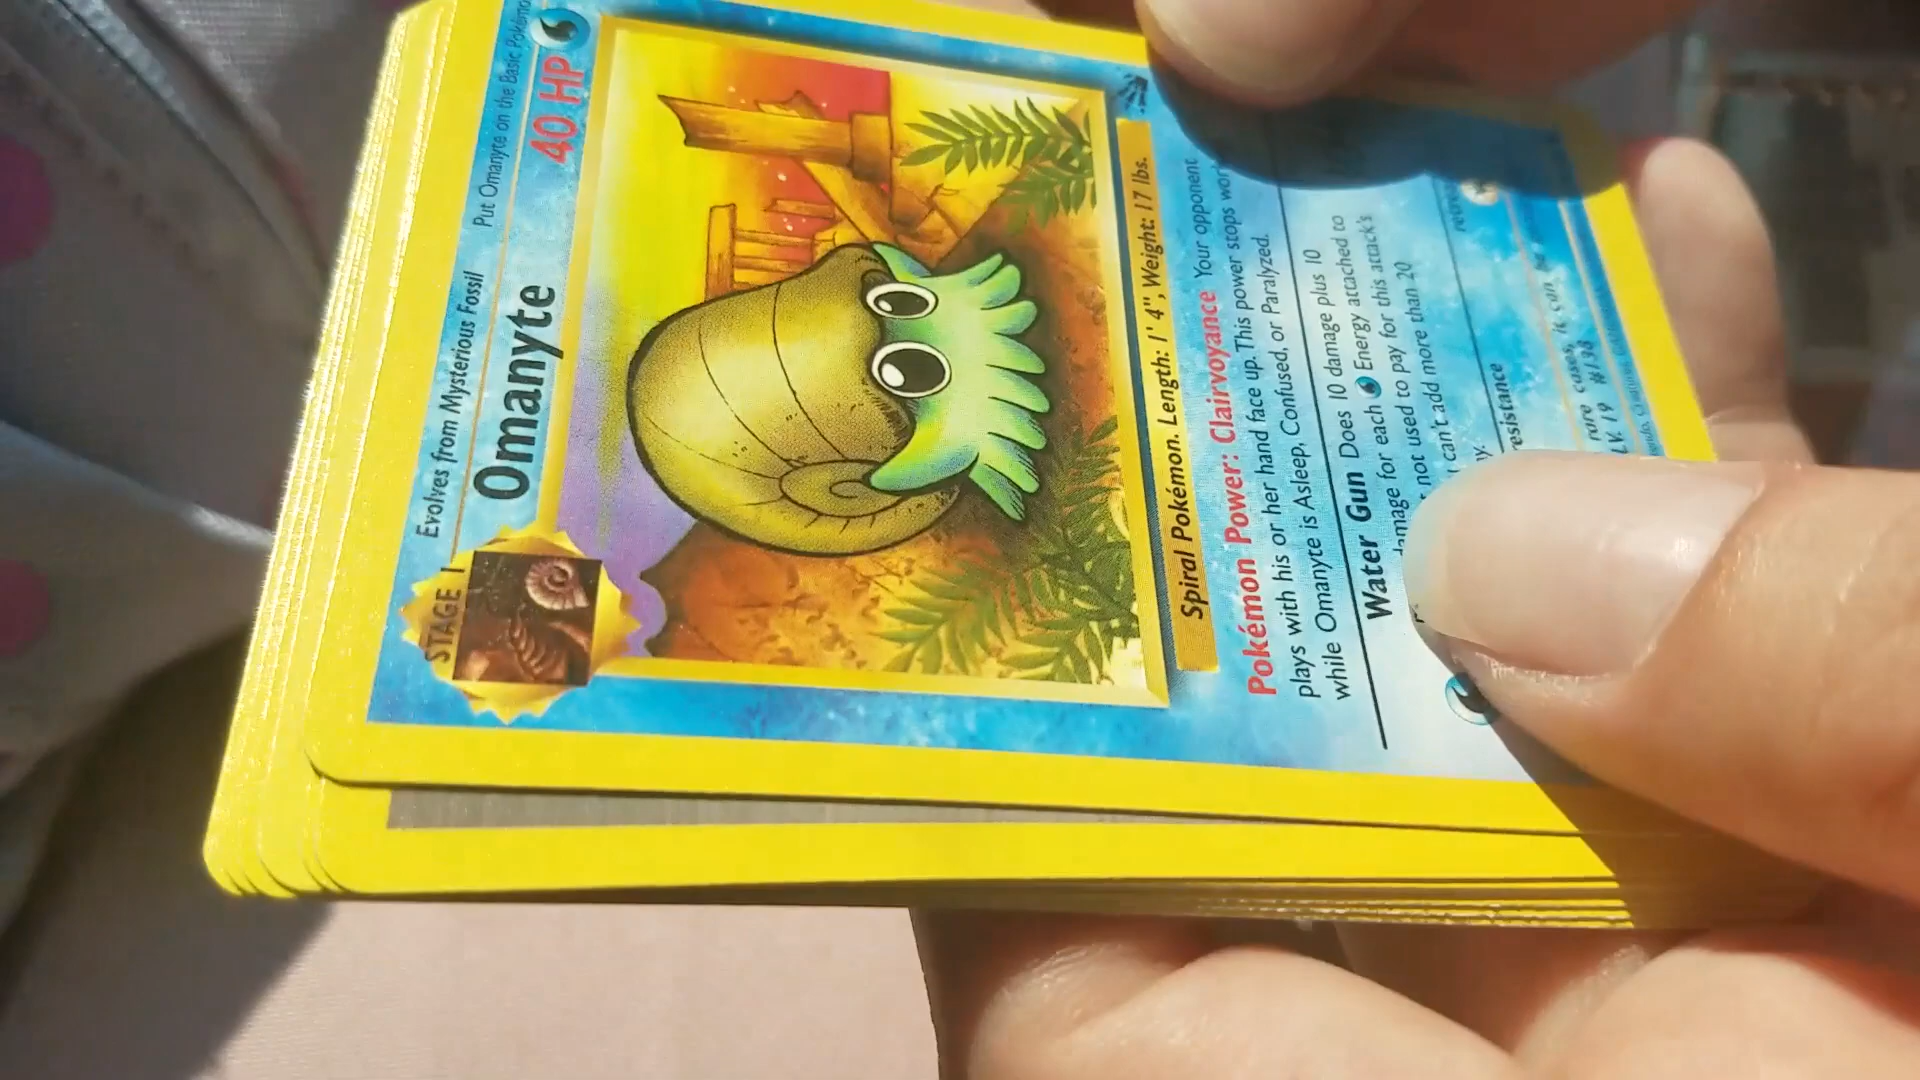 Evolves from Mysterious Fossil Put Omanyte on the Basic Pokémo
STAGE 1
Omanyte 40 HP
Spiral Pokémon. Length: 1' 4", Weight: 17 lbs.
Pokémon Power: Clairvoyance Your opponent
plays with his or her hand face up. This power stops wor
while Omanyte is Asleep, Confused, or Paralyzed.
Water Gun Does 10 damage plus 10
damage for each Energy attached to
not used to pay for this attack's
can't add more than 20
resistance
rare cases, it can be
LV. 19 #138